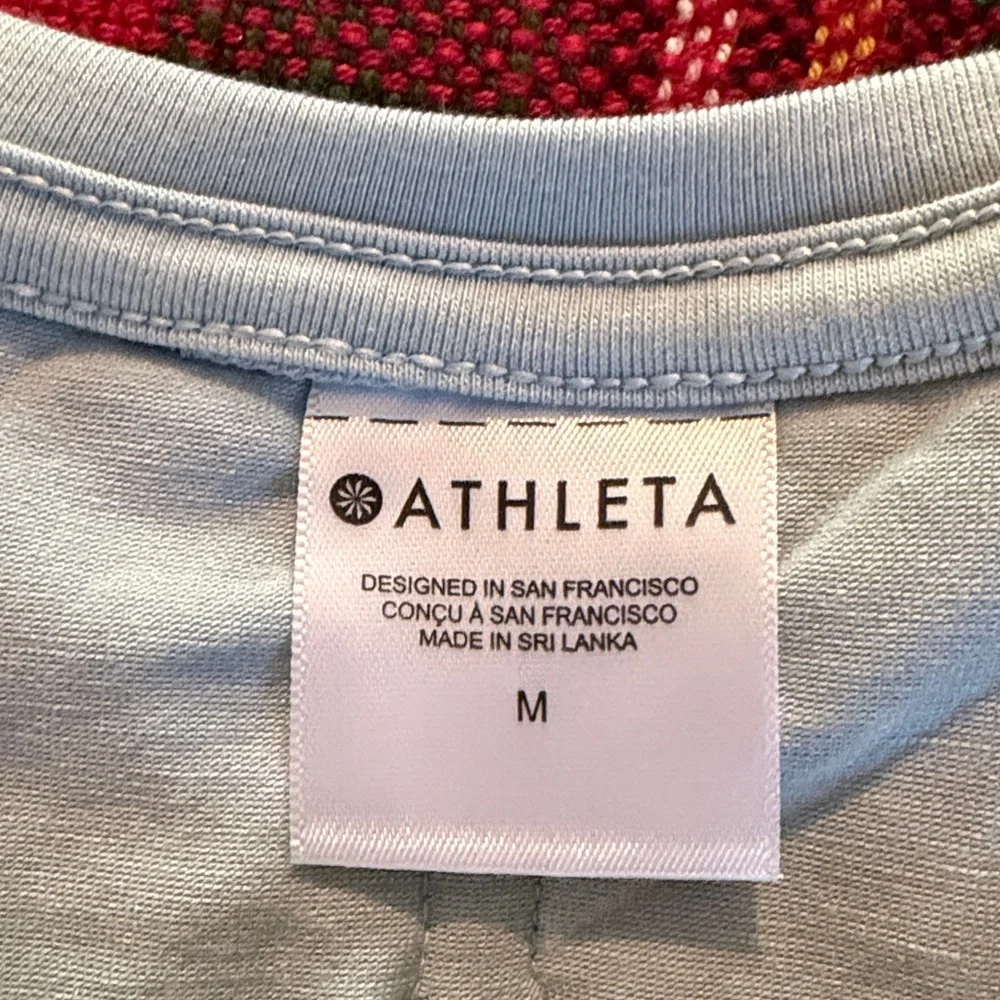 ATHLETA
DESIGNED IN SAN FRANCISCO
CONÇU À SAN FRANCISCO
MADE IN SRI LANKA
M